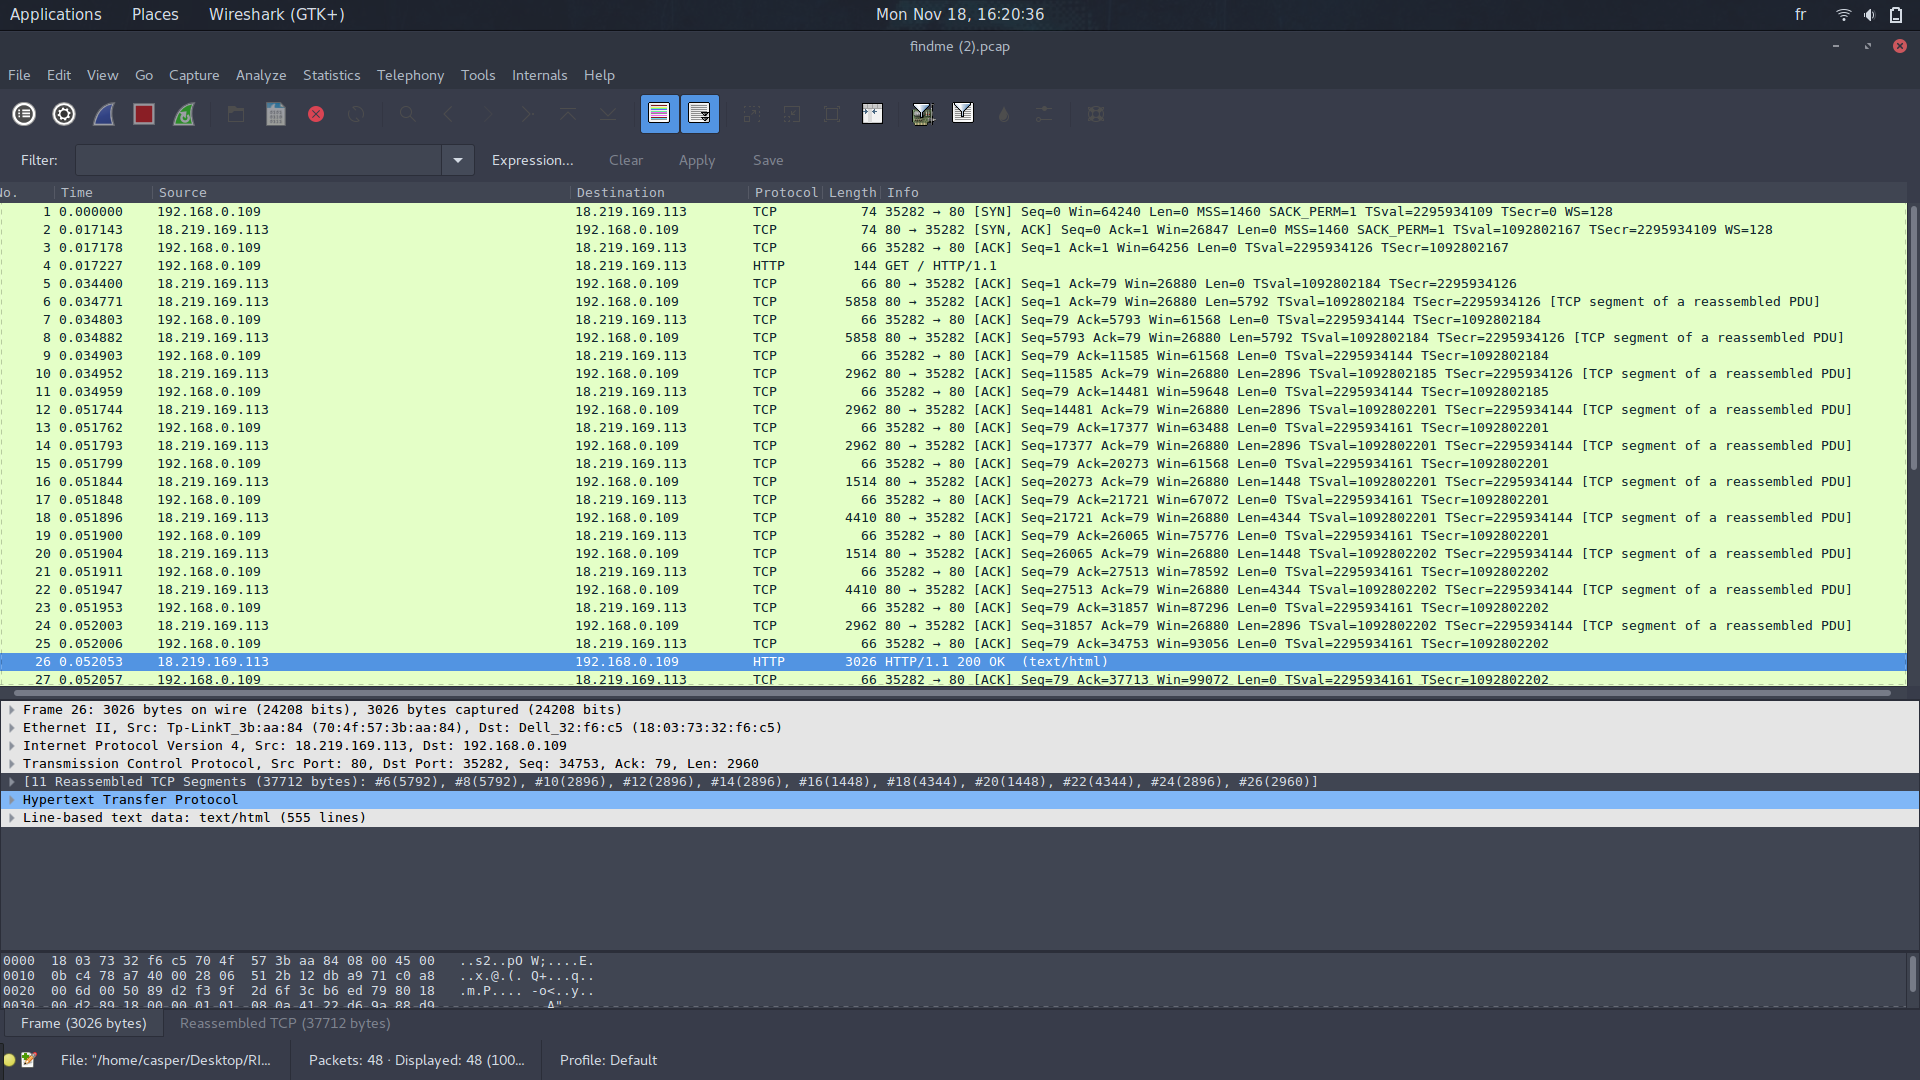 Applications Places Wireshark (GTK+) Mon Nov 18, 16:20:36 fr
findme (2).pcap
File Edit View Go Capture Analyze Statistics Telephony Tools Internals Help
Filter: Expression... Clear Apply Save
No. Time Source Destination Protocol Length Info
1 0.000000 192.168.0.109 18.219.169.113 TCP 74 35282 → 80 [SYN] Seq=0 Win=64240 Len=0 MSS=1460 SACK_PERM=1 TSval=2295934109 TSecr=0 WS=128
2 0.017143 18.219.169.113 192.168.0.109 TCP 74 80 → 35282 [SYN, ACK] Seq=0 Ack=1 Win=26847 Len=0 MSS=1460 SACK_PERM=1 TSval=1092802167 TSecr=2295934109 WS=128
3 0.017178 192.168.0.109 18.219.169.113 TCP 66 35282 → 80 [ACK] Seq=1 Ack=1 Win=64256 Len=0 TSval=2295934126 TSecr=1092802167
4 0.017227 192.168.0.109 18.219.169.113 HTTP 144 GET / HTTP/1.1
5 0.034400 18.219.169.113 192.168.0.109 TCP 66 80 → 35282 [ACK] Seq=1 Ack=79 Win=26880 Len=0 TSval=1092802184 TSecr=2295934126
6 0.034771 18.219.169.113 192.168.0.109 TCP 5858 80 → 35282 [ACK] Seq=1 Ack=79 Win=26880 Len=5792 TSval=1092802184 TSecr=2295934126 [TCP segment of a reassembled PDU]
7 0.034803 192.168.0.109 18.219.169.113 TCP 66 35282 → 80 [ACK] Seq=79 Ack=5793 Win=61568 Len=0 TSval=2295934144 TSecr=1092802184
8 0.034882 18.219.169.113 192.168.0.109 TCP 5858 80 → 35282 [ACK] Seq=5793 Ack=79 Win=26880 Len=5792 TSval=1092802184 TSecr=2295934126 [TCP segment of a reassembled PDU]
9 0.034903 192.168.0.109 18.219.169.113 TCP 66 35282 → 80 [ACK] Seq=79 Ack=11585 Win=61568 Len=0 TSval=2295934144 TSecr=1092802184
10 0.034952 18.219.169.113 192.168.0.109 TCP 2962 80 → 35282 [ACK] Seq=11585 Ack=79 Win=26880 Len=2896 TSval=1092802185 TSecr=2295934126 [TCP segment of a reassembled PDU]
11 0.034959 192.168.0.109 18.219.169.113 TCP 66 35282 → 80 [ACK] Seq=79 Ack=14481 Win=59648 Len=0 TSval=2295934144 TSecr=1092802185
12 0.051744 18.219.169.113 192.168.0.109 TCP 2962 80 → 35282 [ACK] Seq=14481 Ack=79 Win=26880 Len=2896 TSval=1092802201 TSecr=2295934144 [TCP segment of a reassembled PDU]
13 0.051762 192.168.0.109 18.219.169.113 TCP 66 35282 → 80 [ACK] Seq=79 Ack=17377 Win=63488 Len=0 TSval=2295934161 TSecr=1092802201
14 0.051793 18.219.169.113 192.168.0.109 TCP 2962 80 → 35282 [ACK] Seq=17377 Ack=79 Win=26880 Len=2896 TSval=1092802201 TSecr=2295934144 [TCP segment of a reassembled PDU]
15 0.051799 192.168.0.109 18.219.169.113 TCP 66 35282 → 80 [ACK] Seq=79 Ack=20273 Win=61568 Len=0 TSval=2295934161 TSecr=1092802201
16 0.051844 18.219.169.113 192.168.0.109 TCP 1514 80 → 35282 [ACK] Seq=20273 Ack=79 Win=26880 Len=1448 TSval=1092802201 TSecr=2295934144 [TCP segment of a reassembled PDU]
17 0.051848 192.168.0.109 18.219.169.113 TCP 66 35282 → 80 [ACK] Seq=79 Ack=21721 Win=67072 Len=0 TSval=2295934161 TSecr=1092802201
18 0.051896 18.219.169.113 192.168.0.109 TCP 4410 80 → 35282 [ACK] Seq=21721 Ack=79 Win=26880 Len=4344 TSval=1092802201 TSecr=2295934144 [TCP segment of a reassembled PDU]
19 0.051900 192.168.0.109 18.219.169.113 TCP 66 35282 → 80 [ACK] Seq=79 Ack=26065 Win=75776 Len=0 TSval=2295934161 TSecr=1092802201
20 0.051904 18.219.169.113 192.168.0.109 TCP 1514 80 → 35282 [ACK] Seq=26065 Ack=79 Win=26880 Len=1448 TSval=1092802202 TSecr=2295934144 [TCP segment of a reassembled PDU]
21 0.051911 192.168.0.109 18.219.169.113 TCP 66 35282 → 80 [ACK] Seq=79 Ack=27513 Win=78592 Len=0 TSval=2295934161 TSecr=1092802202
22 0.051947 18.219.169.113 192.168.0.109 TCP 4410 80 → 35282 [ACK] Seq=27513 Ack=79 Win=26880 Len=4344 TSval=1092802202 TSecr=2295934144 [TCP segment of a reassembled PDU]
23 0.051953 192.168.0.109 18.219.169.113 TCP 66 35282 → 80 [ACK] Seq=79 Ack=31857 Win=87296 Len=0 TSval=2295934161 TSecr=1092802202
24 0.052003 18.219.169.113 192.168.0.109 TCP 2962 80 → 35282 [ACK] Seq=31857 Ack=79 Win=26880 Len=2896 TSval=1092802202 TSecr=2295934144 [TCP segment of a reassembled PDU]
25 0.052006 192.168.0.109 18.219.169.113 TCP 66 35282 → 80 [ACK] Seq=79 Ack=34753 Win=93056 Len=0 TSval=2295934161 TSecr=1092802202
26 0.052053 18.219.169.113 192.168.0.109 HTTP 3026 HTTP/1.1 200 OK (text/html)
27 0.052057 192.168.0.109 18.219.169.113 TCP 66 35282 → 80 [ACK] Seq=79 Ack=37713 Win=99072 Len=0 TSval=2295934161 TSecr=1092802202
Frame 26: 3026 bytes on wire (24208 bits), 3026 bytes captured (24208 bits)
Ethernet II, Src: Tp-LinkT_3b:aa:84 (70:4f:57:3b:aa:84), Dst: Dell_32:f6:c5 (18:03:73:32:f6:c5)
Internet Protocol Version 4, Src: 18.219.169.113, Dst: 192.168.0.109
Transmission Control Protocol, Src Port: 80, Dst Port: 35282, Seq: 34753, Ack: 79, Len: 2960
[11 Reassembled TCP Segments (37712 bytes): #6(5792), #8(5792), #10(2896), #12(2896), #14(2896), #16(1448), #18(4344), #20(1448), #22(4344), #24(2896), #26(2960)]
Hypertext Transfer Protocol
Line-based text data: text/html (555 lines)
0000 18 03 73 32 f6 c5 70 4f 57 3b aa 84 08 00 45 00 ..s2..pO W;....E.
0010 0b c4 78 a7 40 00 28 06 51 2b 12 db a9 71 c0 a8 ..x.@.(. Q+...q..
0020 00 6d 00 50 89 d2 f3 9f 2d 6f 3c b6 ed 79 80 18 .m.P.... -o<..y..
0030 00 d2 89 18 00 00 01 01 08 0a 41 22 d6 9a 88 d9
Frame (3026 bytes) Reassembled TCP (37712 bytes)
File: "/home/casper/Desktop/RI... Packets: 48 · Displayed: 48 (100... Profile: Default